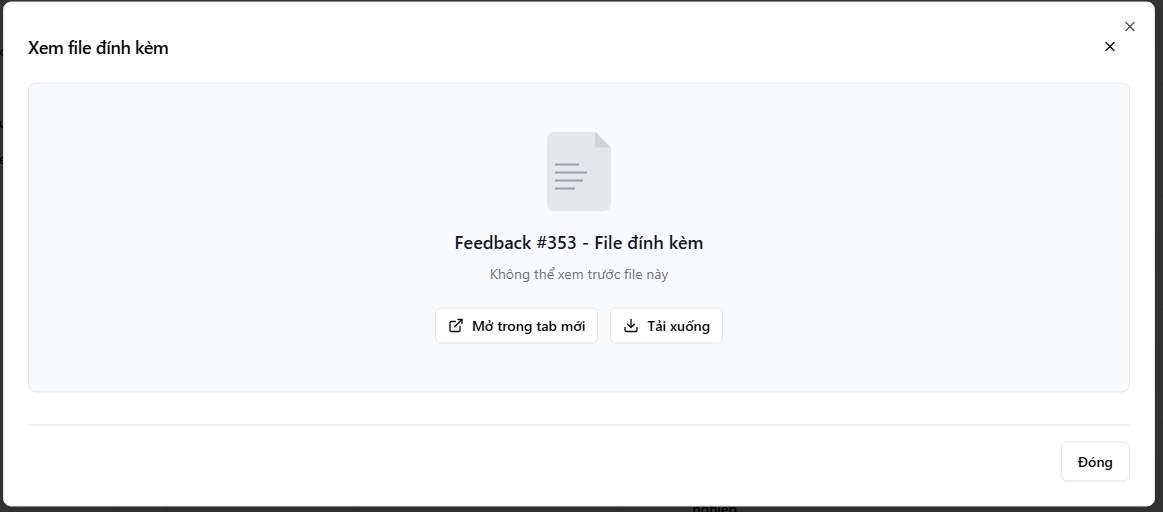 Xem file đính kèm
Feedback #353 - File đính kèm
Không thể xem trước file này
Mở trong tab mới
Tải xuống
Đóng